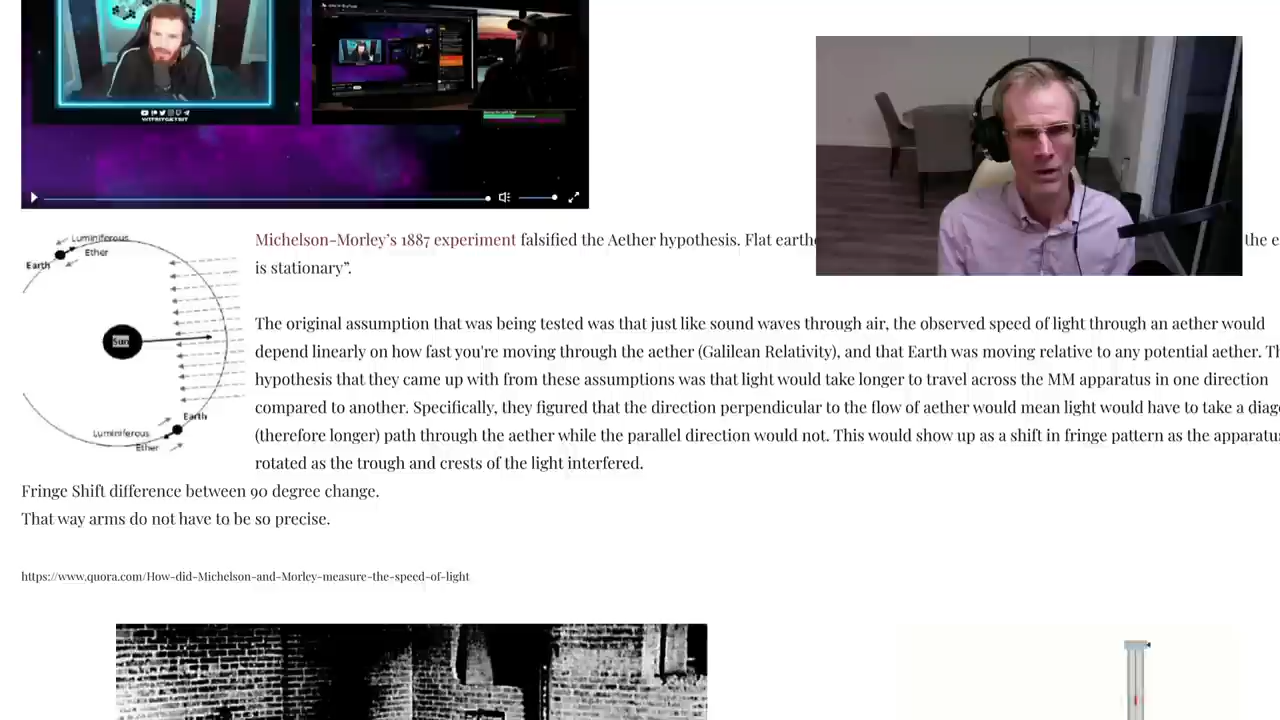 WITSITGETSIT
Luminiferous
Ether
Earth
Sun
Earth
Luminiferous
Ether
Michelson-Morley's 1887 experiment falsified the Aether hypothesis. Flat earthe
the e
is stationary”.
The original assumption that was being tested was that just like sound waves through air, the observed speed of light through an aether would
depend linearly on how fast you're moving through the aether (Galilean Relativity), and that Earth was moving relative to any potential aether. Th
hypothesis that they came up with from these assumptions was that light would take longer to travel across the MM apparatus in one direction
compared to another. Specifically, they figured that the direction perpendicular to the flow of aether would mean light would have to take a diago
(therefore longer) path through the aether while the parallel direction would not. This would show up as a shift in fringe pattern as the apparatus
rotated as the trough and crests of the light interfered.
Fringe Shift difference between 90 degree change.
That way arms do not have to be so precise.
https://www.quora.com/How-did-Michelson-and-Morley-measure-the-speed-of-light